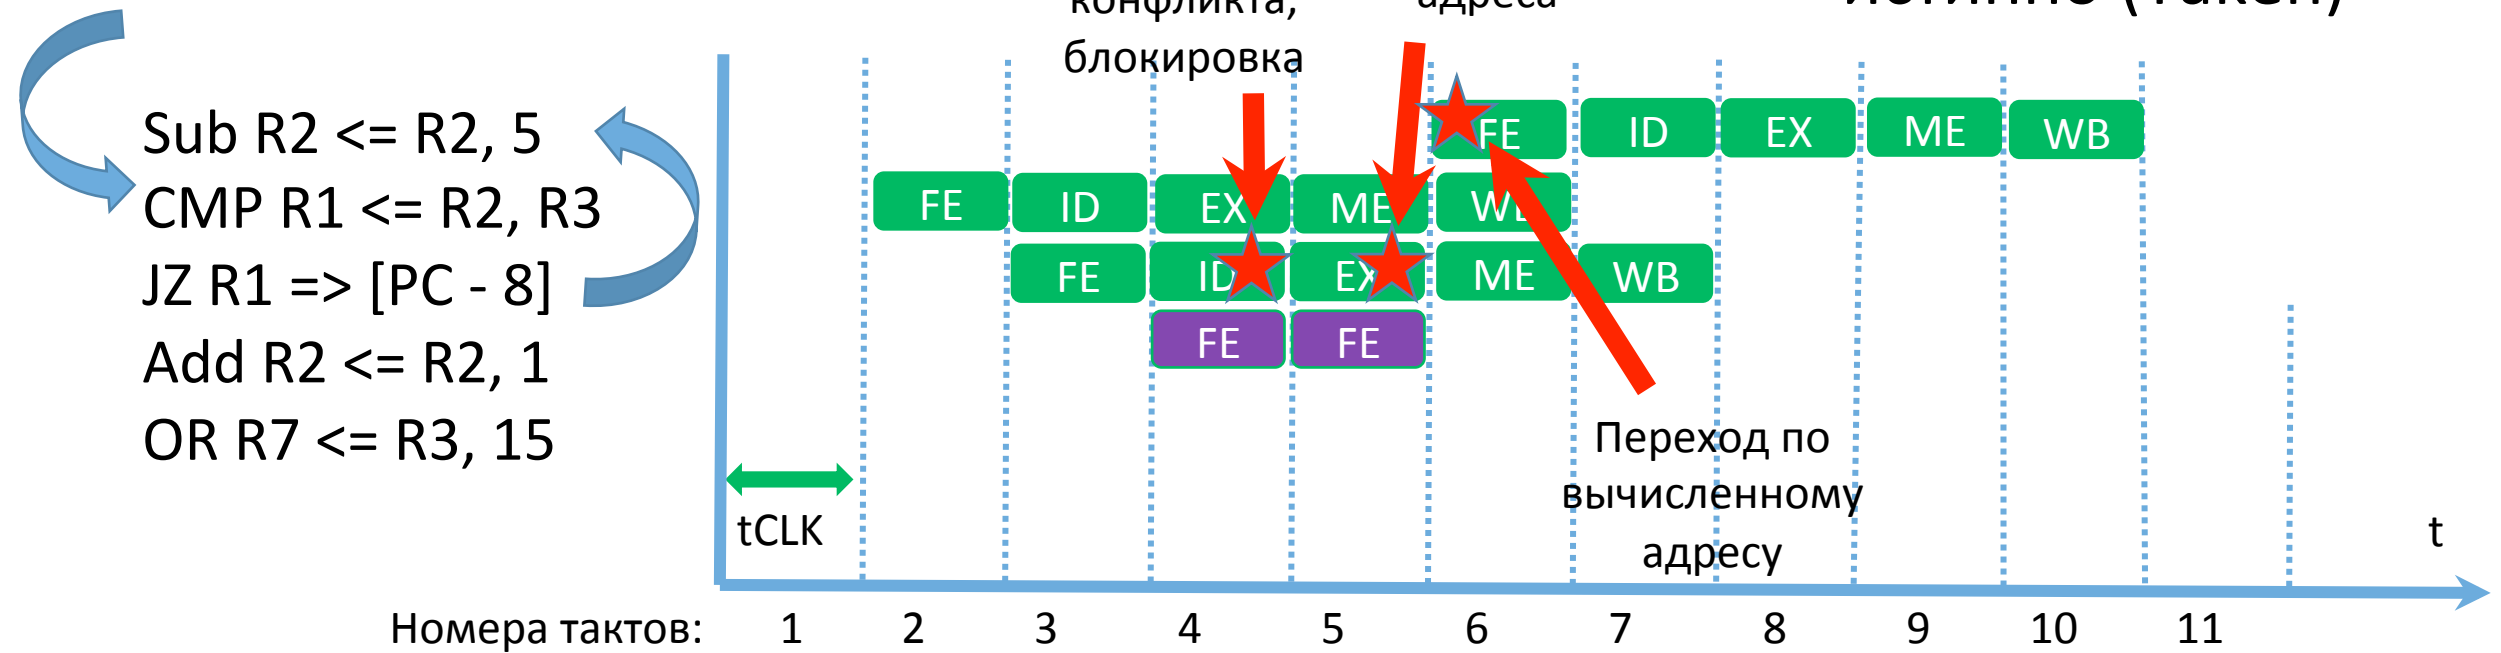 конфликта,
блокировка
адреса
истинно (taken)
Sub R2 <= R2, 5
CMP R1 <= R2, R3
JZ R1 => [PC - 8]
Add R2 <= R2, 1
OR R7 <= R3, 15
FE ID EX ME WB
FE ID EX ME WB
FE ID EX ME WB
FE FE
Переход по
вычисленному
адресу
tCLK
t
Номера тактов: 1 2 3 4 5 6 7 8 9 10 11